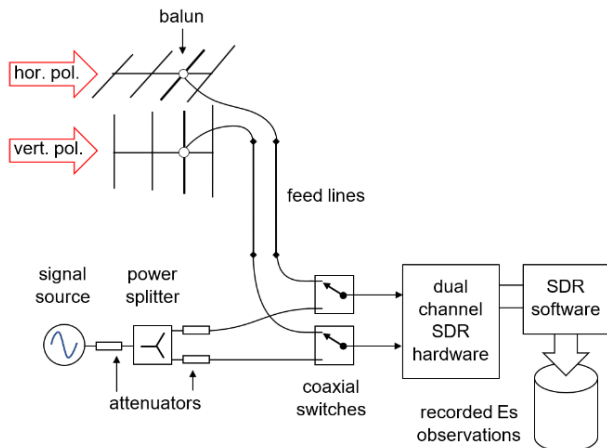 balun
hor. pol.
vert. pol.
feed lines
signal
source
power
splitter
attenuators
coaxial
switches
dual
channel
SDR
hardware
SDR
software
recorded Es
observations